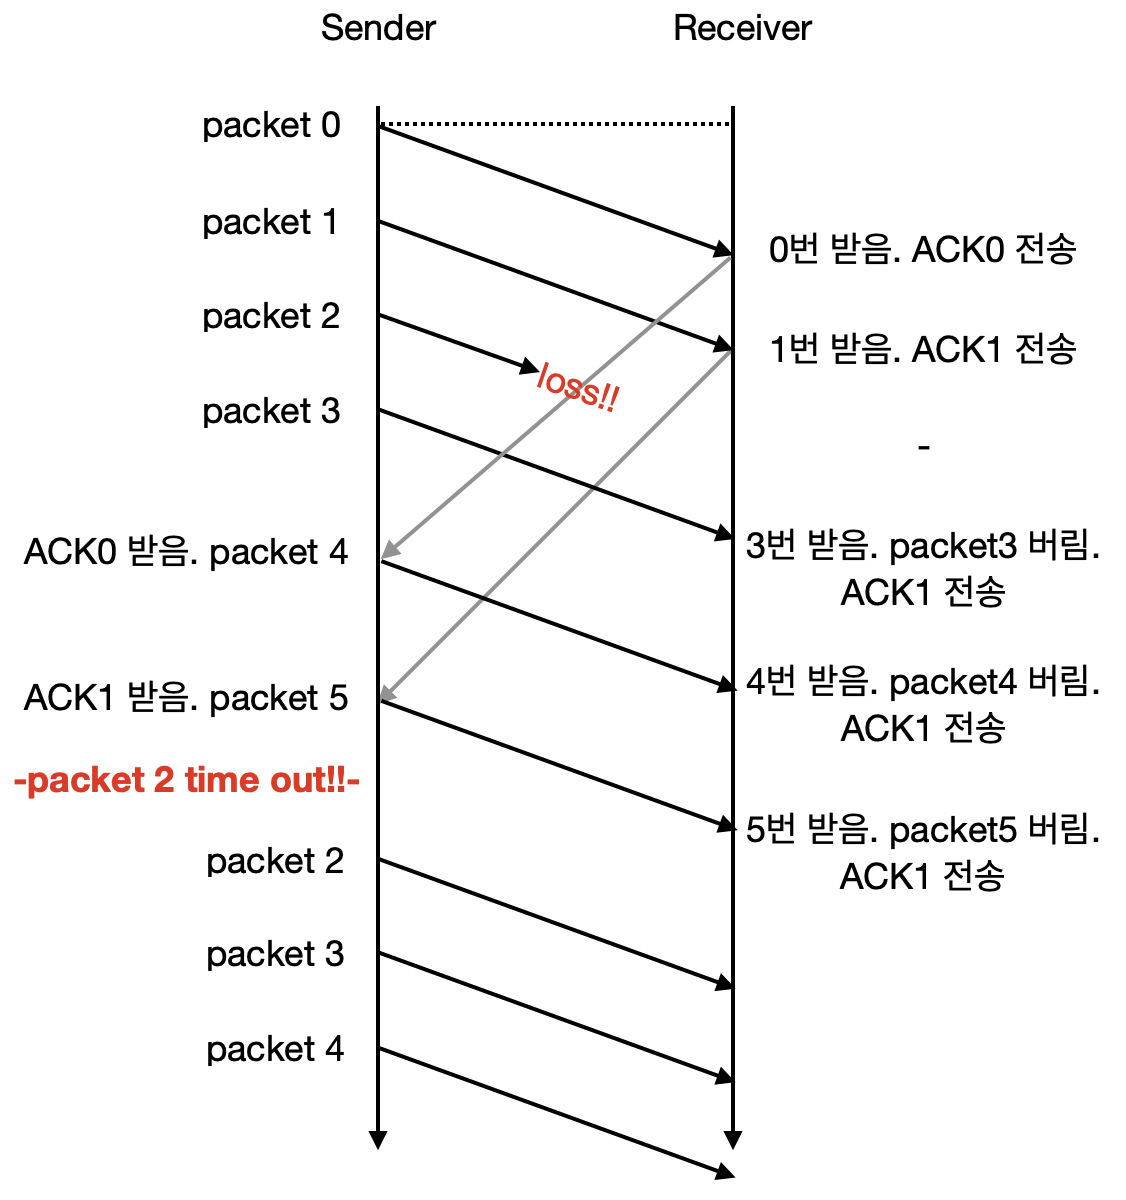 Sender
Receiver
packet 0
packet 1
0번 받음. ACK0 전송
packet 2
1번 받음. ACK1 전송
loss!!
packet 3
-
ACK0 받음. packet 4
3번 받음. packet3 버림.
ACK1 전송
ACK1 받음. packet 5
4번 받음. packet4 버림.
ACK1 전송
-packet 2 time out!!-
5번 받음. packet5 버림.
ACK1 전송
packet 2
packet 3
packet 4